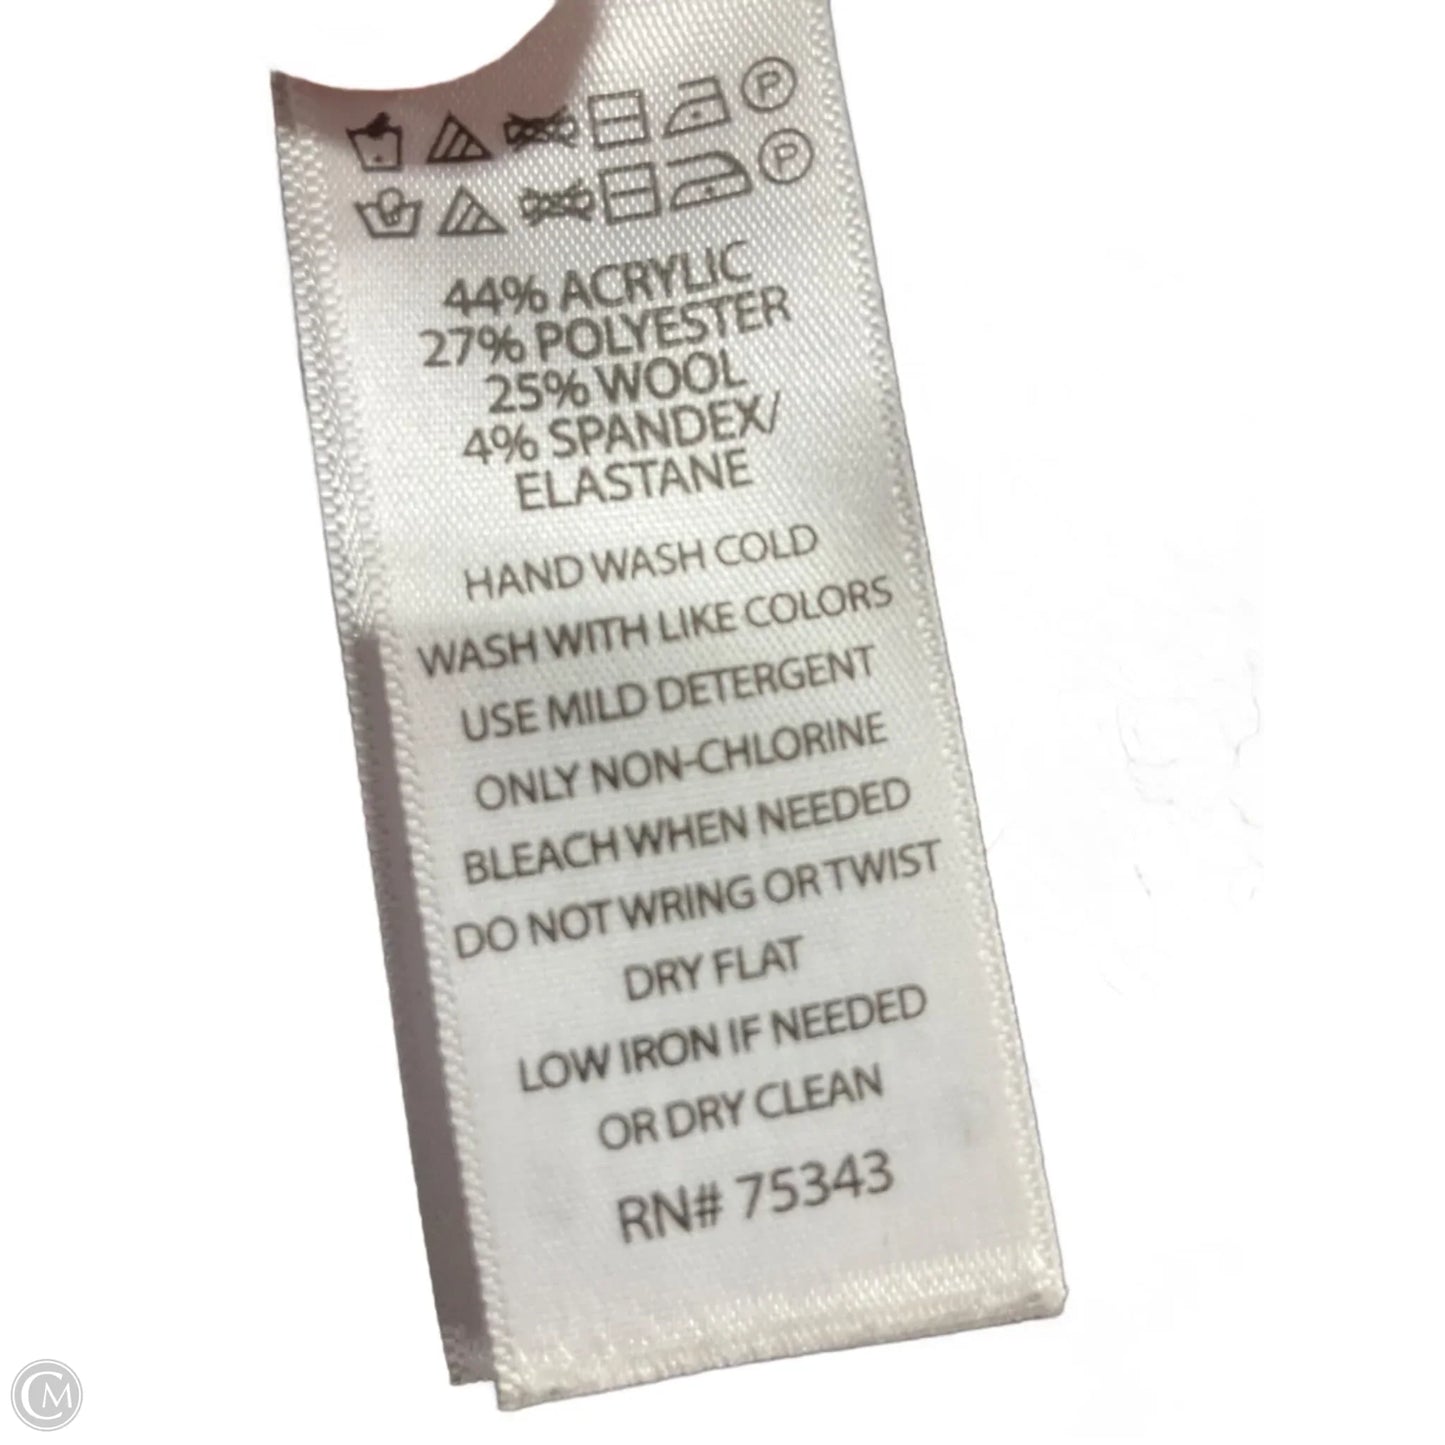 P
P
44% ACRYLIC
27% POLYESTER
25% WOOL
4% SPANDEX/
ELASTANE
HAND WASH COLD
WASH WITH LIKE COLORS
USE MILD DETERGENT
ONLY NON-CHLORINE
BLEACH WHEN NEEDED
DO NOT WRING OR TWIST
DRY FLAT
LOW IRON IF NEEDED
OR DRY CLEAN
RN# 75343
CM